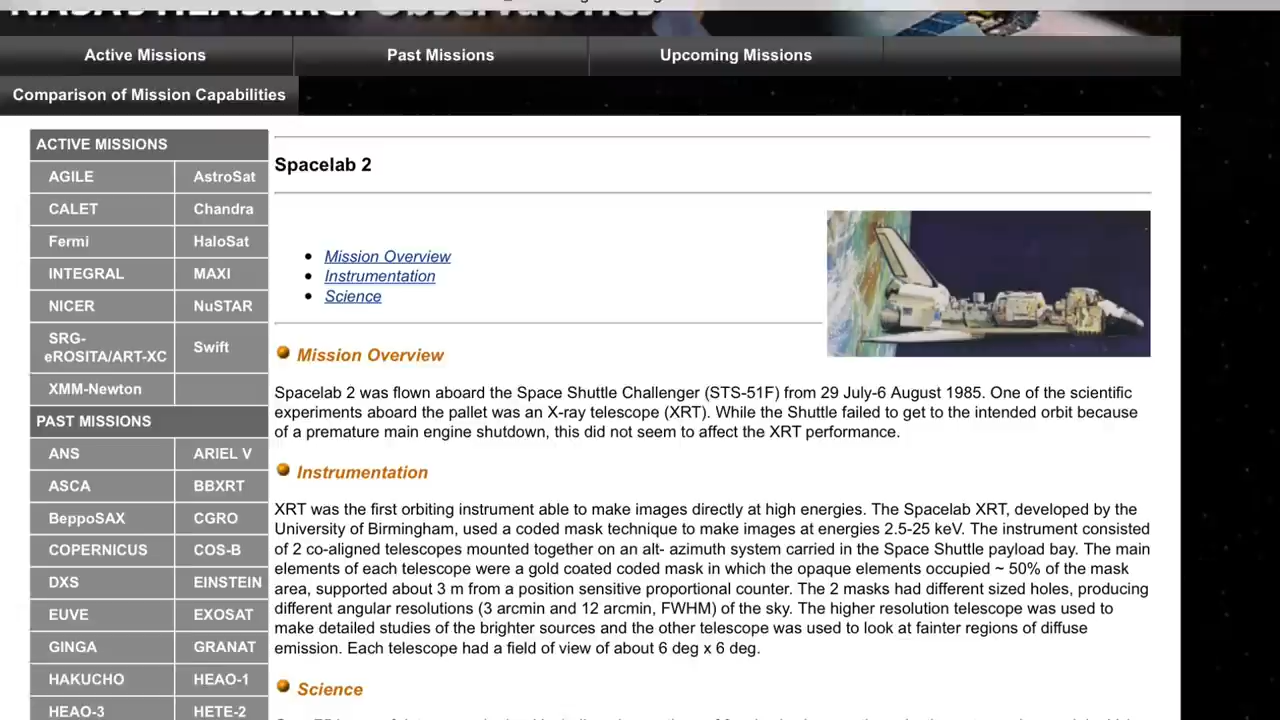 Active Missions
Past Missions
Upcoming Missions
Comparison of Mission Capabilities
ACTIVE MISSIONS
AGILE AstroSat
CALET Chandra
Fermi HaloSat
INTEGRAL MAXI
NICER NuSTAR
SRG-
eROSITA/ART-XC
Swift
XMM-Newton
PAST MISSIONS
ANS ARIEL V
ASCA BBXRT
BeppoSAX CGRO
COPERNICUS COS-B
DXS EINSTEIN
EUVE EXOSAT
GINGA GRANAT
HAKUCHO HEAO-1
HEAO-3 HETE-2
Spacelab 2
Mission Overview
Instrumentation
Science
Mission Overview
Spacelab 2 was flown aboard the Space Shuttle Challenger (STS-51F) from 29 July-6 August 1985. One of the scientific
experiments aboard the pallet was an X-ray telescope (XRT). While the Shuttle failed to get to the intended orbit because
of a premature main engine shutdown, this did not seem to affect the XRT performance.
Instrumentation
XRT was the first orbiting instrument able to make images directly at high energies. The Spacelab XRT, developed by the
University of Birmingham, used a coded mask technique to make images at energies 2.5-25 keV. The instrument consisted
of 2 co-aligned telescopes mounted together on an alt- azimuth system carried in the Space Shuttle payload bay. The main
elements of each telescope were a gold coated coded mask in which the opaque elements occupied ~ 50% of the mask
area, supported about 3 m from a position sensitive proportional counter. The 2 masks had different sized holes, producing
different angular resolutions (3 arcmin and 12 arcmin, FWHM) of the sky. The higher resolution telescope was used to
make detailed studies of the brighter sources and the other telescope was used to look at fainter regions of diffuse
emission. Each telescope had a field of view of about 6 deg x 6 deg.
Science